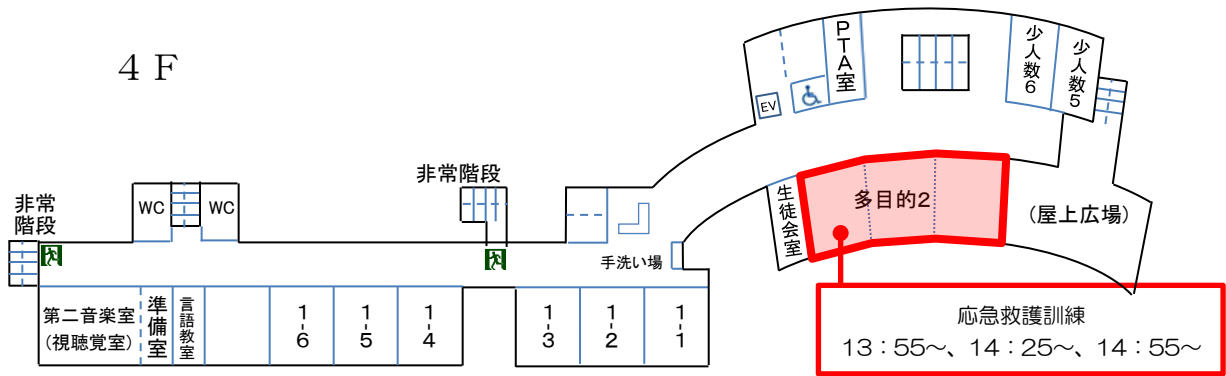 4 F
PTA室
少人数6
少人数5
EV
非常階段
非常
階段
WC
WC
生徒会室
多目的2
(屋上広場)
手洗い場
第二音楽室
(視聴覚室)
準備室
言語教室
1-6
1-5
1-4
1-3
1-2
1-1
応急救護訓練
13：55～、14：25～、14：55～